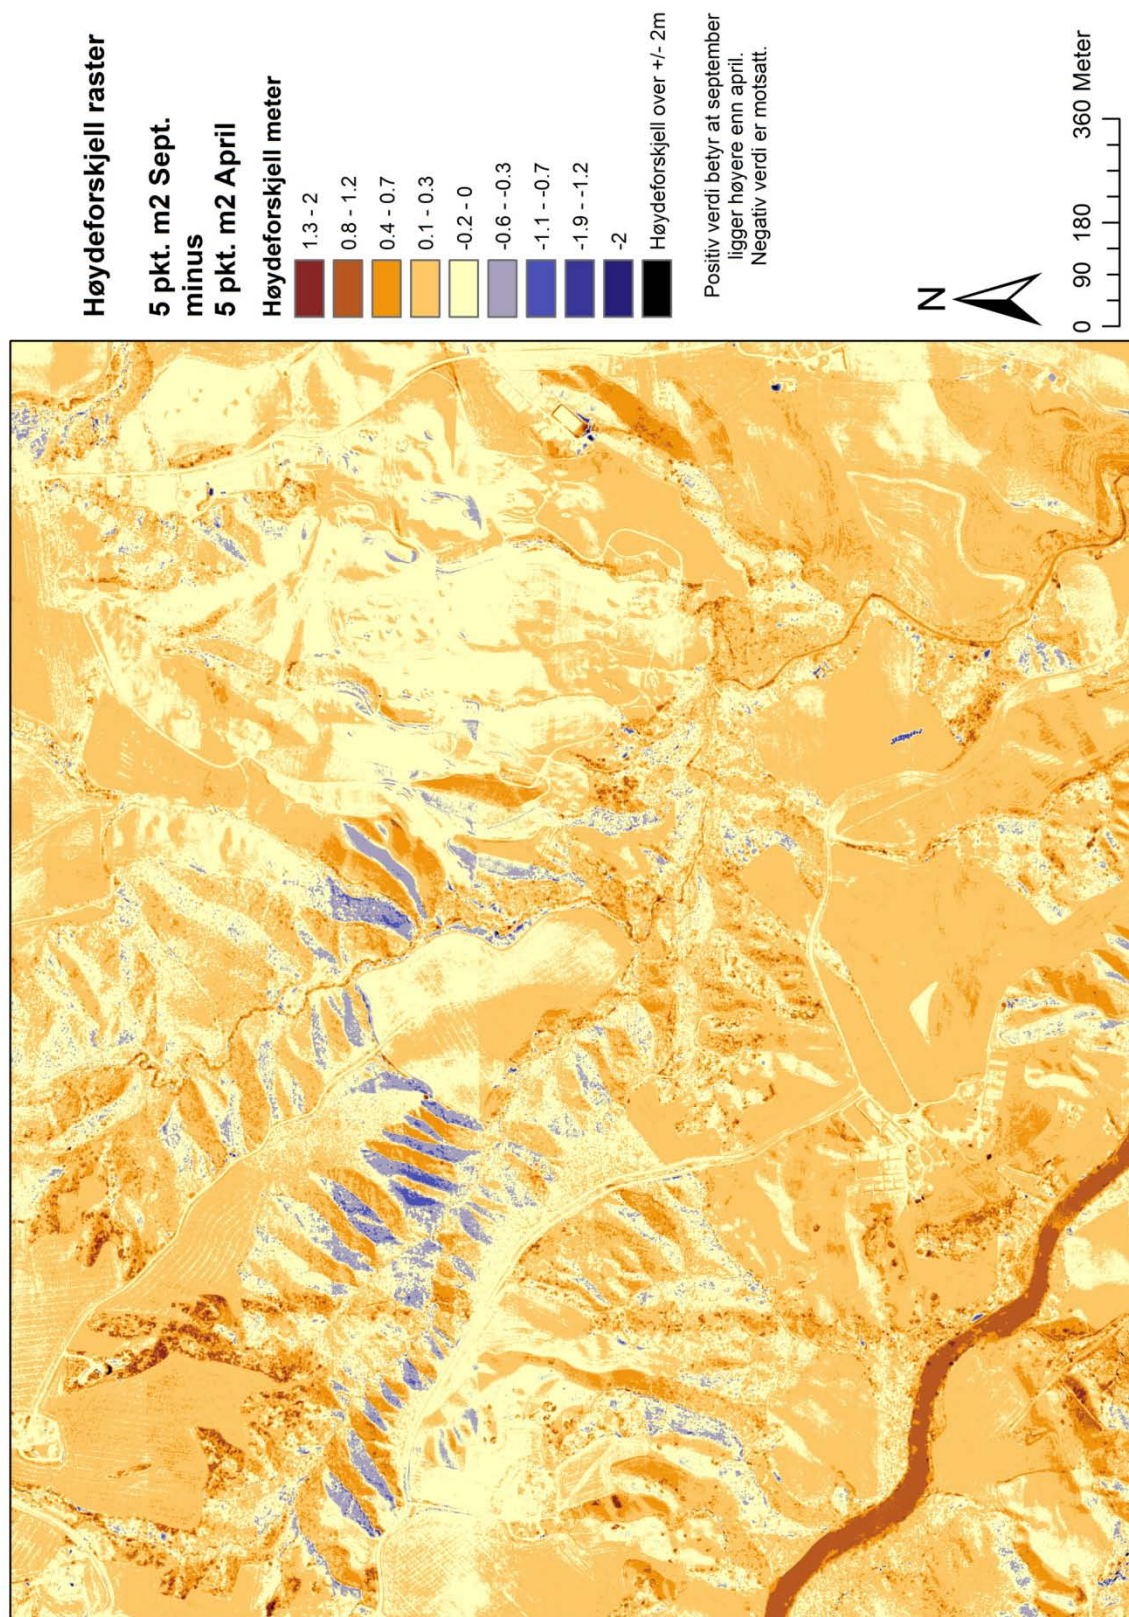 Høydeforskjell raster
5 pkt. m2 Sept.
minus
5 pkt. m2 April
Høydeforskjell meter
1.3 - 2
0.8 - 1.2
0.4 - 0.7
0.1 - 0.3
-0.2 - 0
-0.6 - -0.3
-1.1 - -0.7
-1.9 - -1.2
-2
Høydeforskjell over +/- 2m
Positiv verdi betyr at september
ligger høyere enn april.
Negativ verdi er motsatt.
N
0 90 180 360 Meter